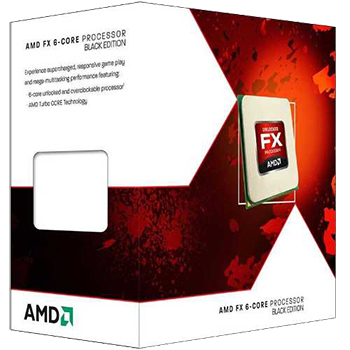 AMD FX 6-CORE PROCESSOR
BLACK EDITION
Experience supercharged, responsive game play
and mega-multitasking performance featuring:
6-core unlocked and overclockable processor
AMD Turbo CORE Technology
UNLOCKED
FX
PROCESSOR
AMD
AMD
AMD FX 6-CORE PROCESSOR
BLACK EDITION